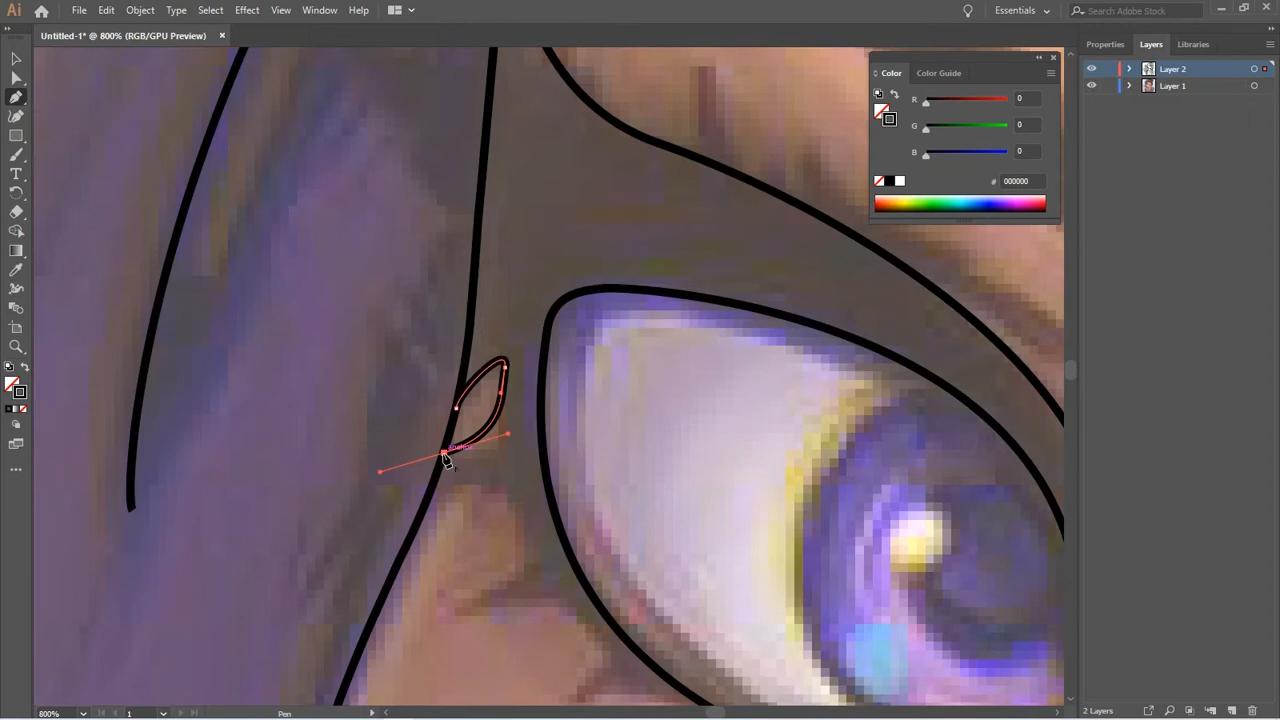 Ai File Edit Object Type Select Effect View Window Help Essentials Search Adobe Stock
Untitled-1* @ 800% (RGB/GPU Preview) ×
Properties Layers Libraries
Layer 2
Layer 1
Color Color Guide
R 0
G 0
B 0
# 000000
800% 1 Pen
2 Layers